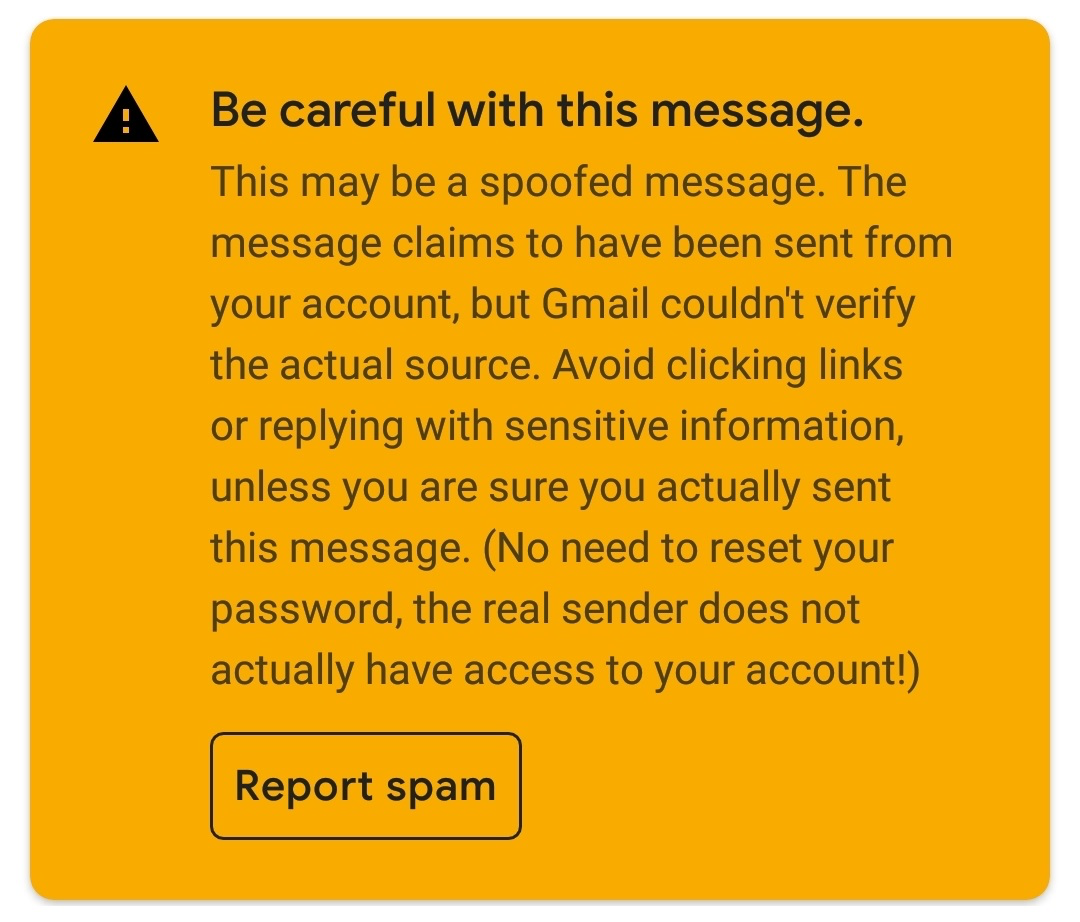 Be careful with this message.
This may be a spoofed message. The
message claims to have been sent from
your account, but Gmail couldn't verify
the actual source. Avoid clicking links
or replying with sensitive information,
unless you are sure you actually sent
this message. (No need to reset your
password, the real sender does not
actually have access to your account!)
Report spam